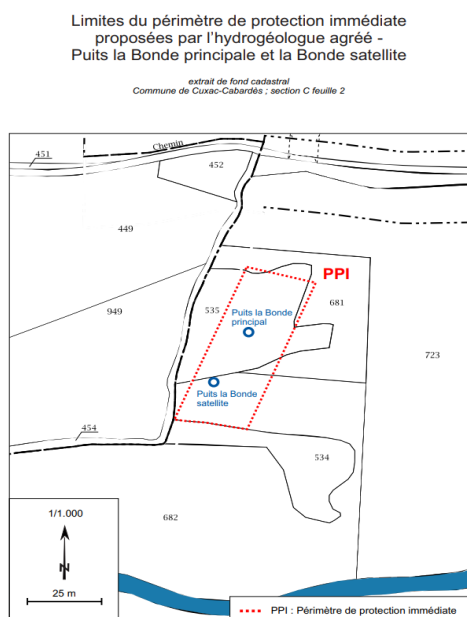 Limites du périmètre de protection immédiate
proposées par l'hydrogéologue agréé -
Puits la Bonde principale et la Bonde satellite
extrait de fond cadastral
Commune de Cuxac-Cabardès ; section C feuille 2
Chemin
451
452
449
PPI
535
681
Puits la Bonde
principal
949
723
Puits la Bonde
satellite
454
534
1/1.000
682
N
25 m
PPI : Périmètre de protection immédiate